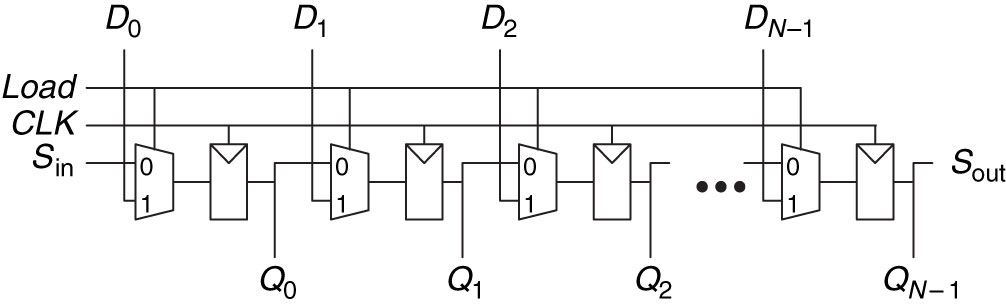 D0 D1 D2 DN–1
Load
CLK
Sin 0 0 0 0 Sout
1 1 1 1
Q0 Q1 Q2 QN–1